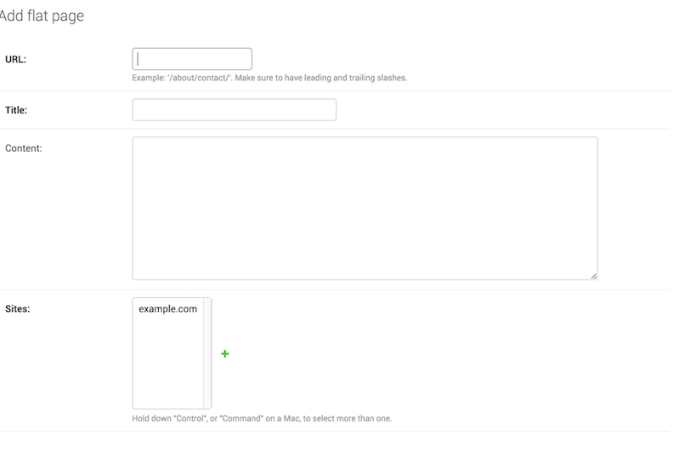 Add flat page
URL:
Example: '/about/contact/'. Make sure to have leading and trailing slashes.
Title:
Content:
Sites:
example.com
+
Hold down "Control", or "Command" on a Mac, to select more than one.